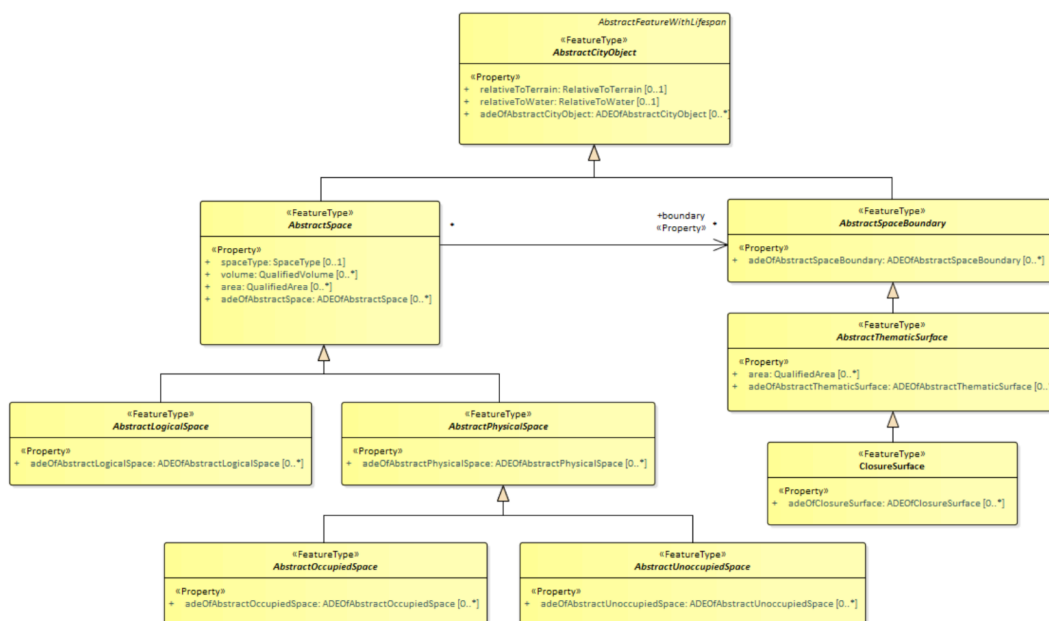 AbstractFeatureWithLifespan
«FeatureType»
AbstractCityObject
«Property»
+ relativeToTerrain: RelativeToTerrain [0..1]
+ relativeToWater: RelativeToWater [0..1]
+ adeOfAbstractCityObject: ADEOfAbstractCityObject [0..*]
«FeatureType»
AbstractSpace
«Property»
+ spaceType: SpaceType [0..1]
+ volume: QualifiedVolume [0..*]
+ area: QualifiedArea [0..*]
+ adeOfAbstractSpace: ADEOfAbstractSpace [0..*]
*
+boundary
«Property» *
«FeatureType»
AbstractSpaceBoundary
«Property»
+ adeOfAbstractSpaceBoundary: ADEOfAbstractSpaceBoundary [0..*]
«FeatureType»
AbstractThematicSurface
«Property»
+ area: QualifiedArea [0..*]
+ adeOfAbstractThematicSurface: ADEOfAbstractThematicSurface [0..
«FeatureType»
AbstractLogicalSpace
«Property»
+ adeOfAbstractLogicalSpace: ADEOfAbstractLogicalSpace [0..*]
«FeatureType»
AbstractPhysicalSpace
«Property»
+ adeOfAbstractPhysicalSpace: ADEOfAbstractPhysicalSpace [0..*]
«FeatureType»
ClosureSurface
«Property»
+ adeOfClosureSurface: ADEOfClosureSurface [0..*]
«FeatureType»
AbstractOccupiedSpace
«Property»
+ adeOfAbstractOccupiedSpace: ADEOfAbstractOccupiedSpace [0..*]
«FeatureType»
AbstractUnoccupiedSpace
«Property»
+ adeOfAbstractUnoccupiedSpace: ADEOfAbstractUnoccupiedSpace [0..*]